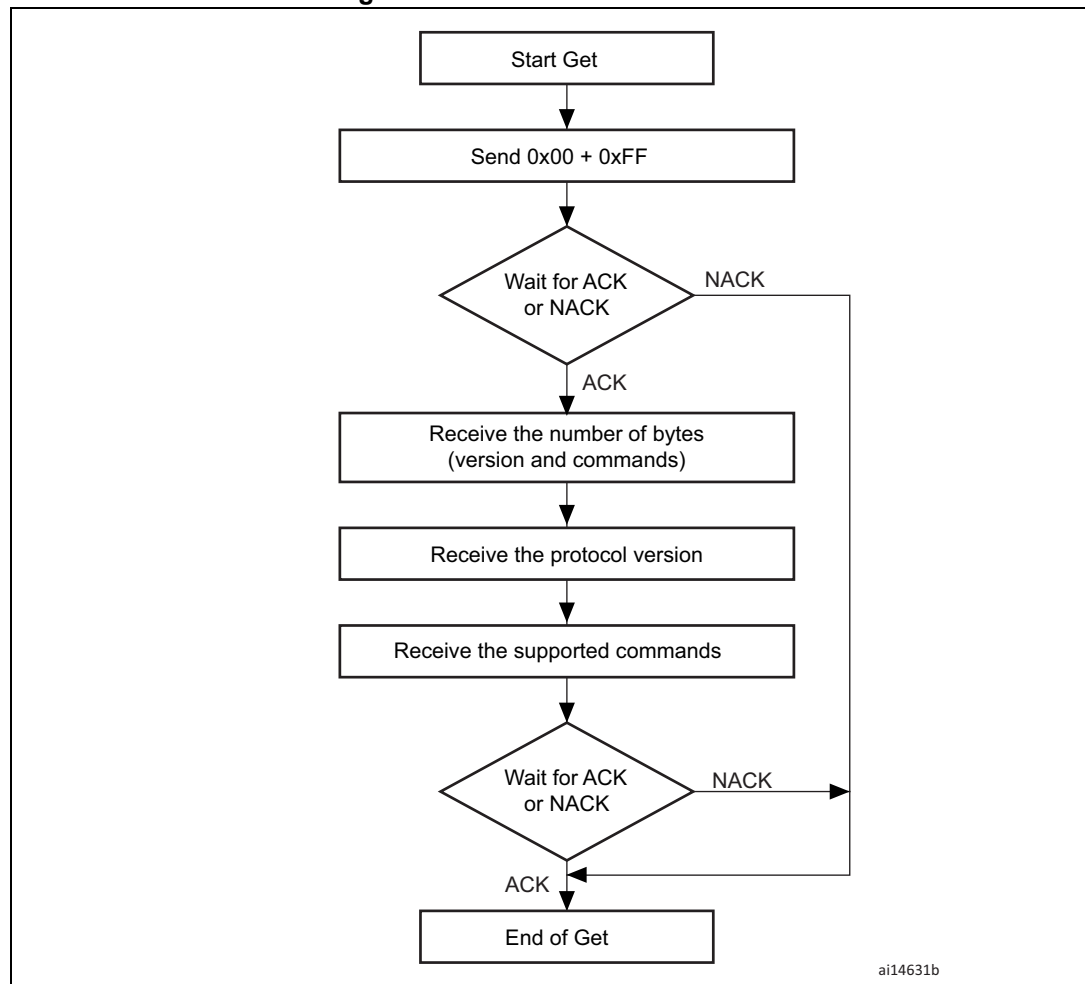 Start Get
Send 0x00 + 0xFF
Wait for ACK
or NACK
NACK
ACK
Receive the number of bytes
(version and commands)
Receive the protocol version
Receive the supported commands
Wait for ACK
or NACK
NACK
ACK
End of Get
ai14631b